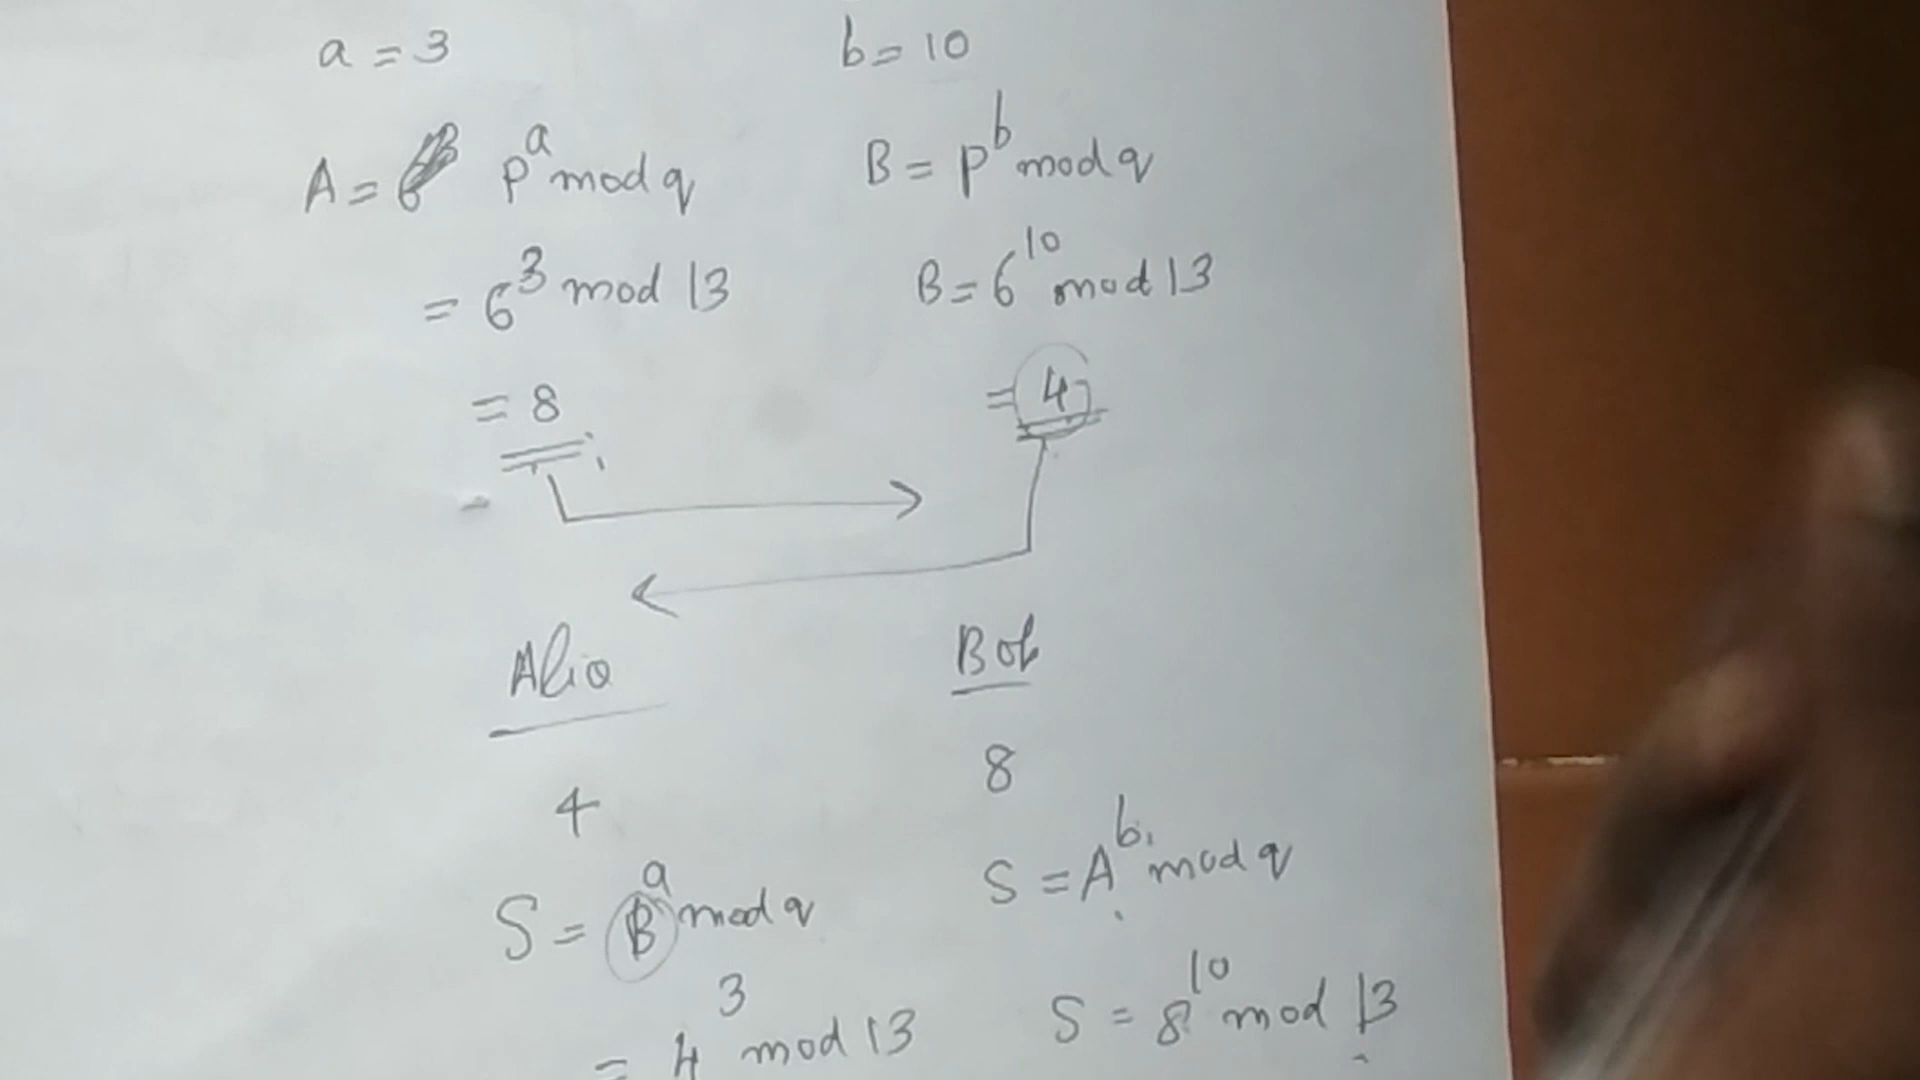 a = 3
b = 10
A = p^a mod q
B = p^b mod q
= 6^3 mod 13
B = 6^10 mod 13
= 8
= 4
Bob
4
8
S = B^a mod q
S = A^b mod q
= 4^3 mod 13
S = 8^10 mod 13